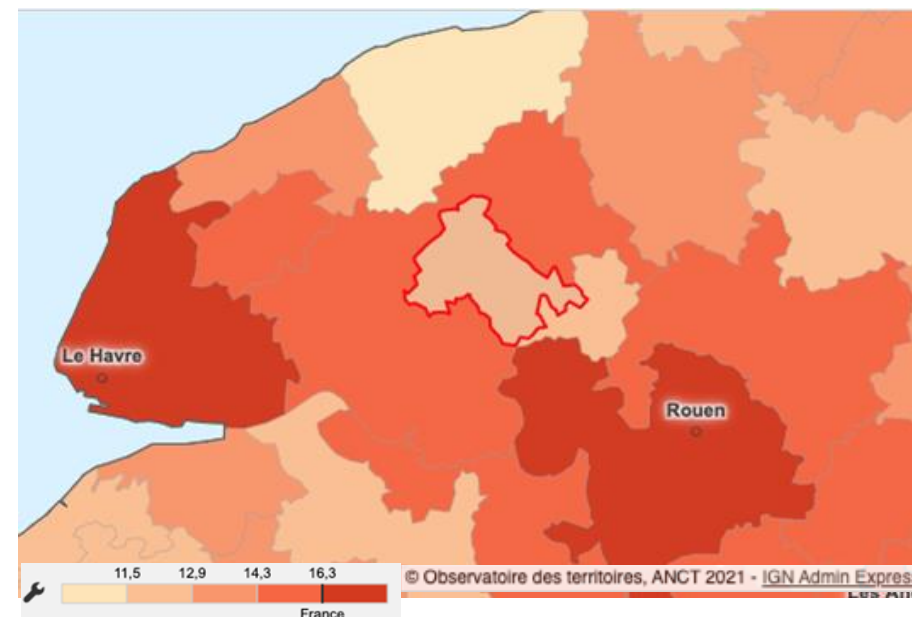 Le Havre
Rouen
11,5 12,9 14,3 16,3
© Observatoire des territoires, ANCT 2021 - IGN Admin Express
France